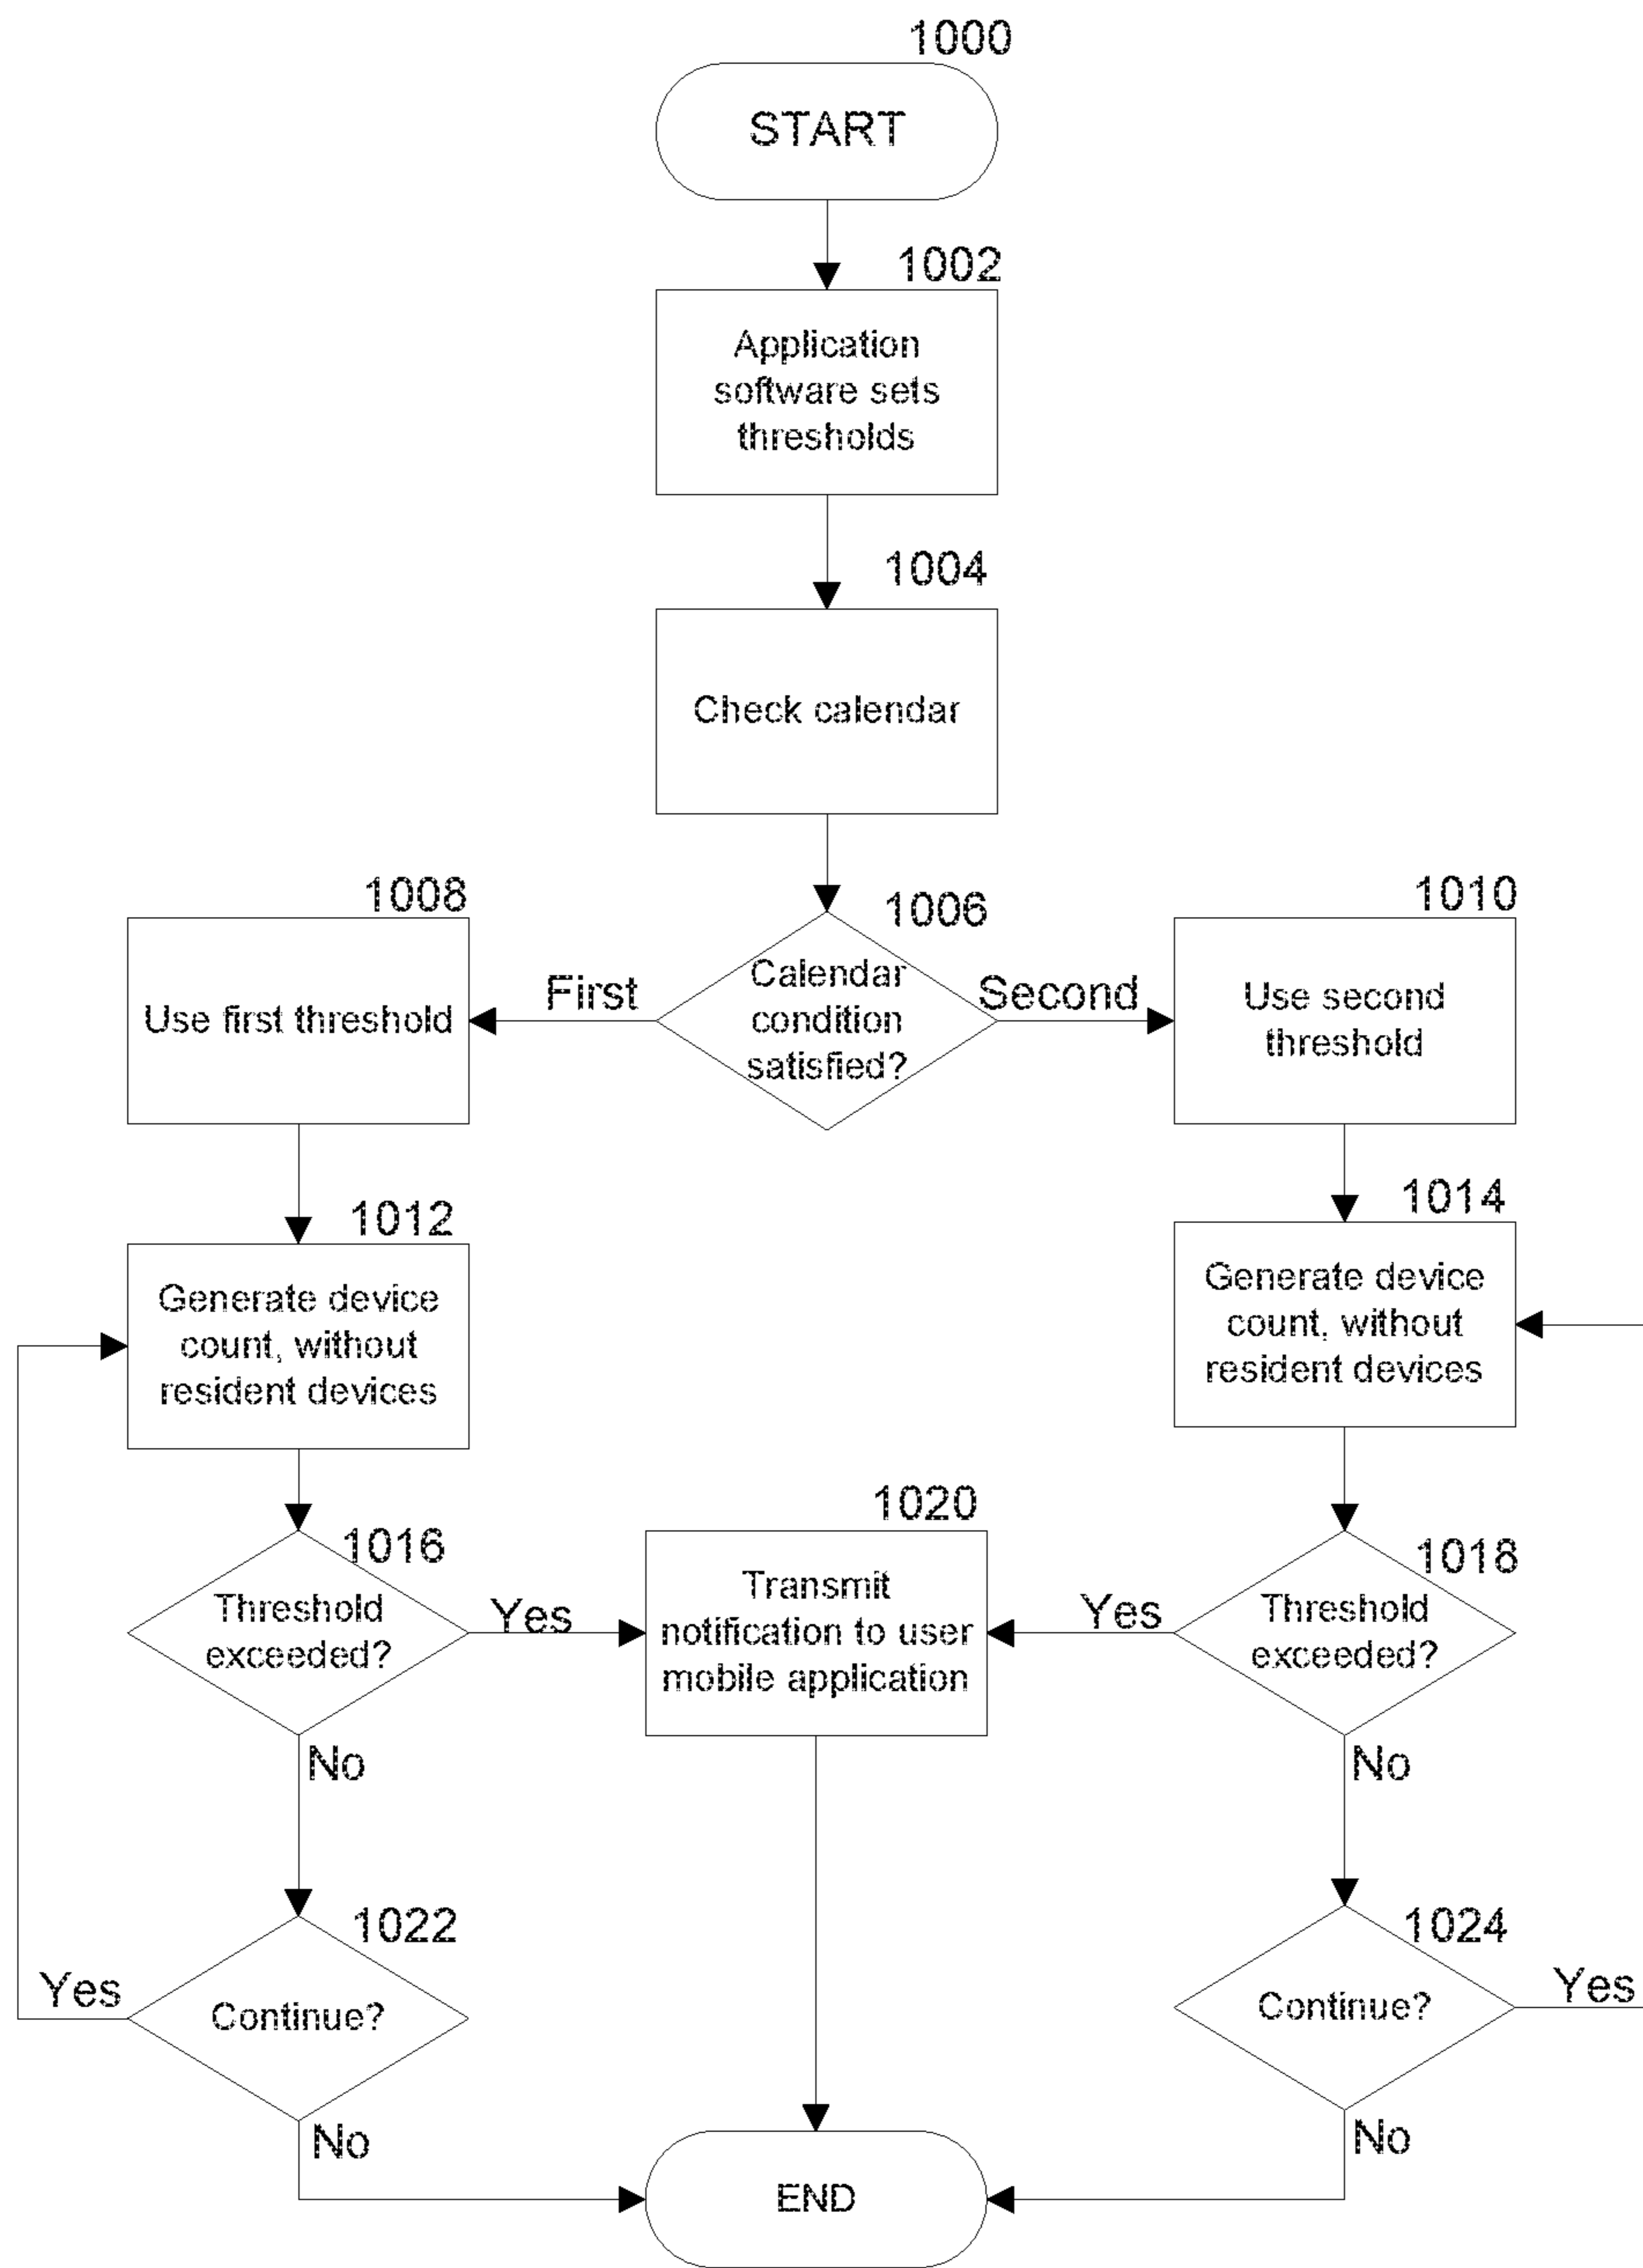 1000
START
1002
Application
software sets
thresholds
1004
Check calendar
1006
Calendar
condition
satisfied?
First
Second
1008
Use first threshold
1010
Use second
threshold
1012
Generate device
count, without
resident devices
1014
Generate device
count, without
resident devices
1016
Threshold
exceeded?
Yes
No
1020
Transmit
notification to user
mobile application
1018
Threshold
exceeded?
Yes
No
1022
Continue?
Yes
No
1024
Continue?
Yes
No
END